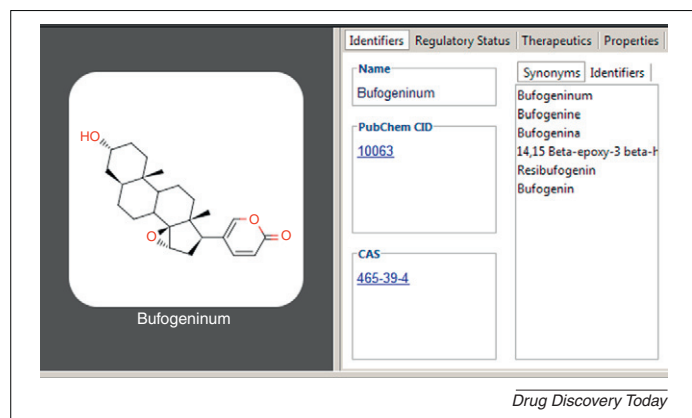 HO
O
O
O
Bufogeninum
Identifiers
Regulatory Status
Therapeutics
Properties
Name
Bufogeninum
PubChem CID
10063
CAS
465-39-4
Synonyms
Identifiers
Bufogeninum
Bufogenine
Bufogenina
14,15 Beta-epoxy-3 beta-h
Resibufogenin
Bufogenin
Drug Discovery Today